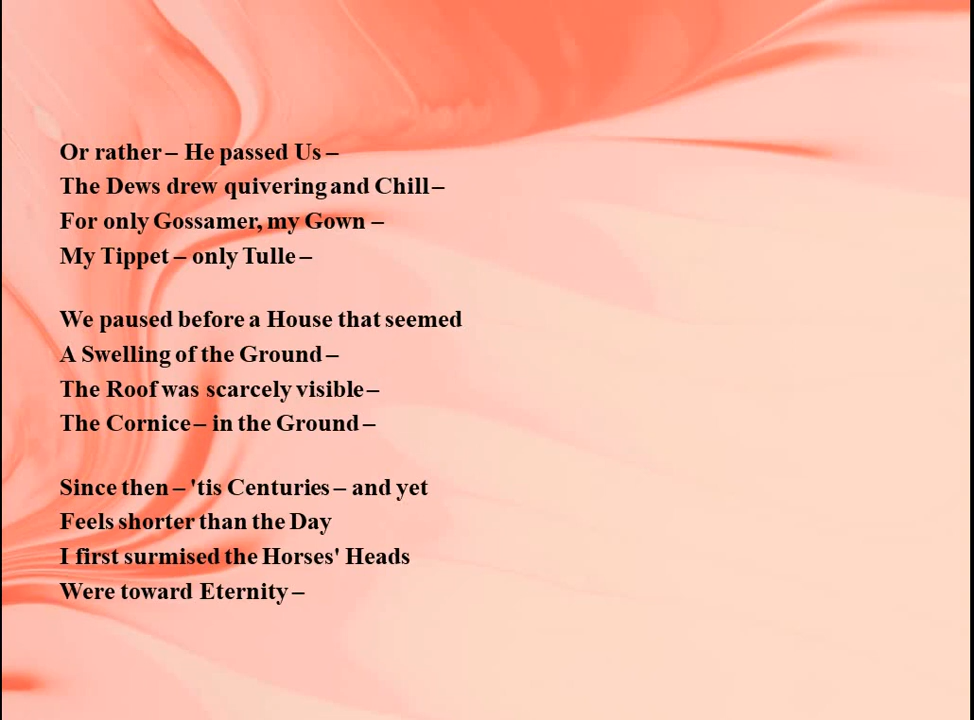 Or rather – He passed Us –
The Dews drew quivering and Chill –
For only Gossamer, my Gown –
My Tippet – only Tulle –
We paused before a House that seemed
A Swelling of the Ground –
The Roof was scarcely visible –
The Cornice – in the Ground –
Since then – 'tis Centuries – and yet
Feels shorter than the Day
I first surmised the Horses' Heads
Were toward Eternity –